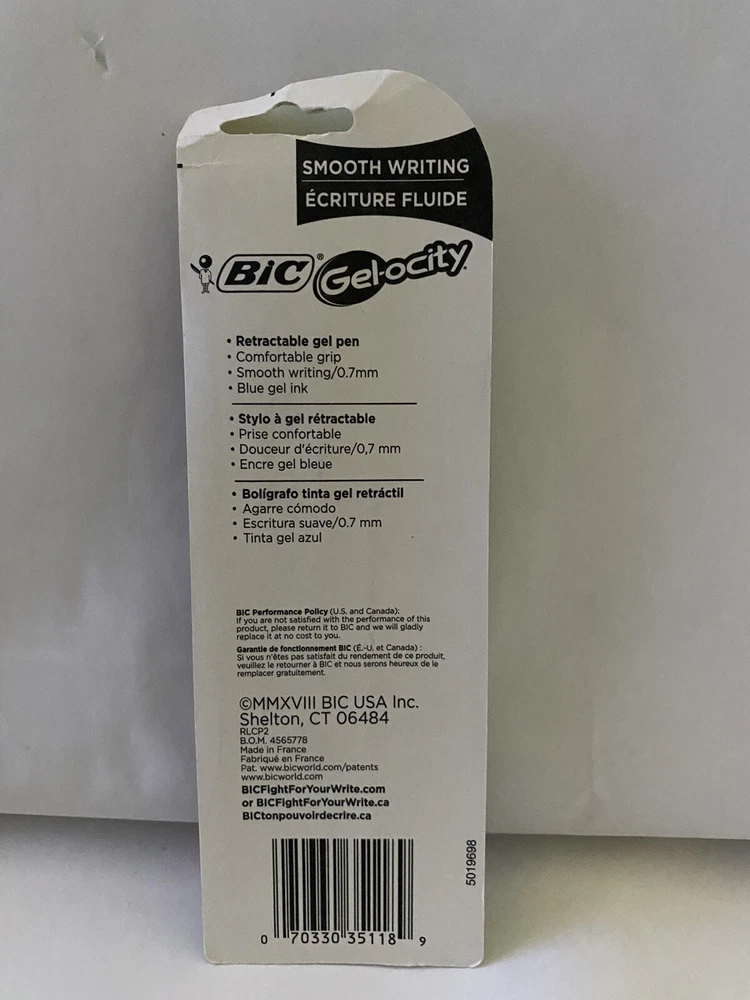 SMOOTH WRITING
ÉCRITURE FLUIDE
BIC® Gel-ocity
• Retractable gel pen
• Comfortable grip
• Smooth writing/0.7mm
• Blue gel ink
• Stylo à gel rétractable
• Prise confortable
• Douceur d'écriture/0,7 mm
• Encre gel bleue
• Bolígrafo tinta gel retráctil
• Agarre cómodo
• Escritura suave/0.7 mm
• Tinta gel azul
BIC Performance Policy (U.S. and Canada):
If you are not satisfied with the performance of this
product, please return it to BIC and we will gladly
replace it at no cost to you.
Garantie de fonctionnement BIC (É.-U. et Canada) :
Si vous n'êtes pas satisfait du rendement de ce produit,
veuillez le retourner à BIC et nous serons heureux de le
remplacer gratuitement.
©MMXVIII BIC USA Inc.
Shelton, CT 06484
RLCP2
B.O.M. 4565778
Made in France
Fabriqué en France
Pat. www.bicworld.com/patents
www.bicworld.com
BICFightForYourWrite.com
or BICFightForYourWrite.ca
BICtonpouvoirdecrire.ca
5019698
0 70330 35118 9